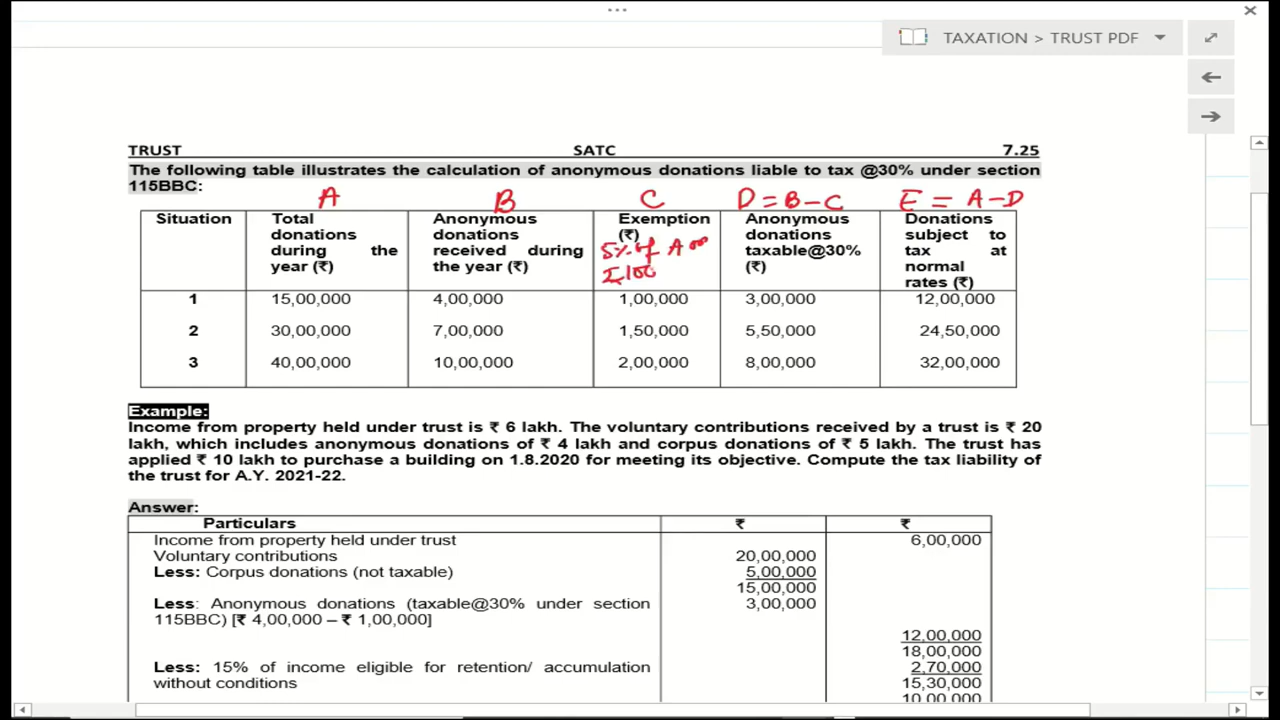 TAXATION > TRUST PDF
TRUST SATC 7.25
The following table illustrates the calculation of anonymous donations liable to tax @30% under section
115BBC:
A B C D = B - C E = A - D
Situation Total donations during the year (₹) Anonymous donations received during the year (₹) Exemption (₹) 5% of A or Anonymous donations taxable@30% (₹) Donations subject to tax at normal rates (₹)
1 15,00,000 4,00,000 1,00,000 3,00,000 12,00,000
2 30,00,000 7,00,000 1,50,000 5,50,000 24,50,000
3 40,00,000 10,00,000 2,00,000 8,00,000 32,00,000
Example:
Income from property held under trust is ₹ 6 lakh. The voluntary contributions received by a trust is ₹ 20
lakh, which includes anonymous donations of ₹ 4 lakh and corpus donations of ₹ 5 lakh. The trust has
applied ₹ 10 lakh to purchase a building on 1.8.2020 for meeting its objective. Compute the tax liability of
the trust for A.Y. 2021-22.
Answer:
Particulars ₹ ₹
Income from property held under trust 6,00,000
Voluntary contributions 20,00,000
Less: Corpus donations (not taxable) 5,00,000
15,00,000
Less: Anonymous donations (taxable@30% under section 3,00,000
115BBC) [₹ 4,00,000 – ₹ 1,00,000]
12,00,000
18,00,000
Less: 15% of income eligible for retention/ accumulation 2,70,000
without conditions 15,30,000
10,00,000